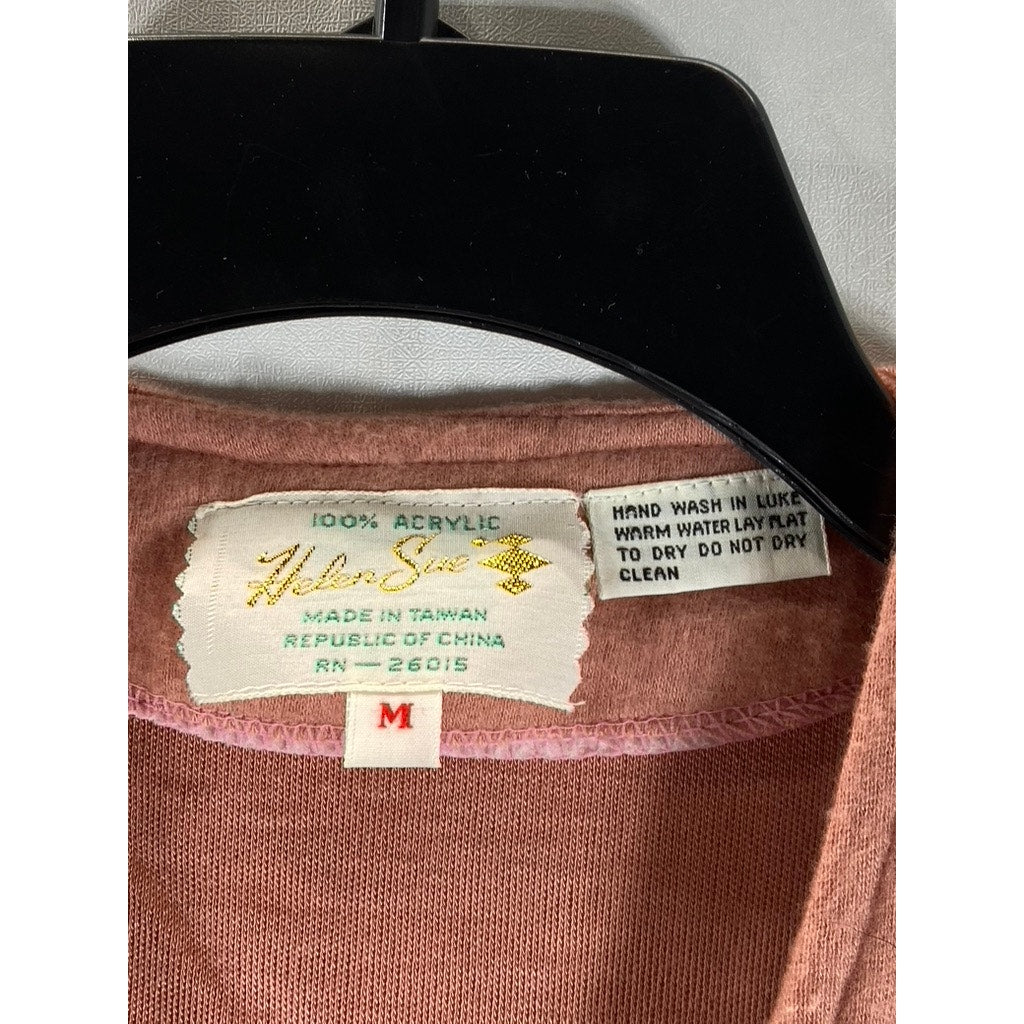 100% ACRYLIC
Helen Sue
MADE IN TAIWAN
REPUBLIC OF CHINA
RN — 26015
M
HAND WASH IN LUKE
WARM WATER LAY FLAT
TO DRY DO NOT DRY
CLEAN